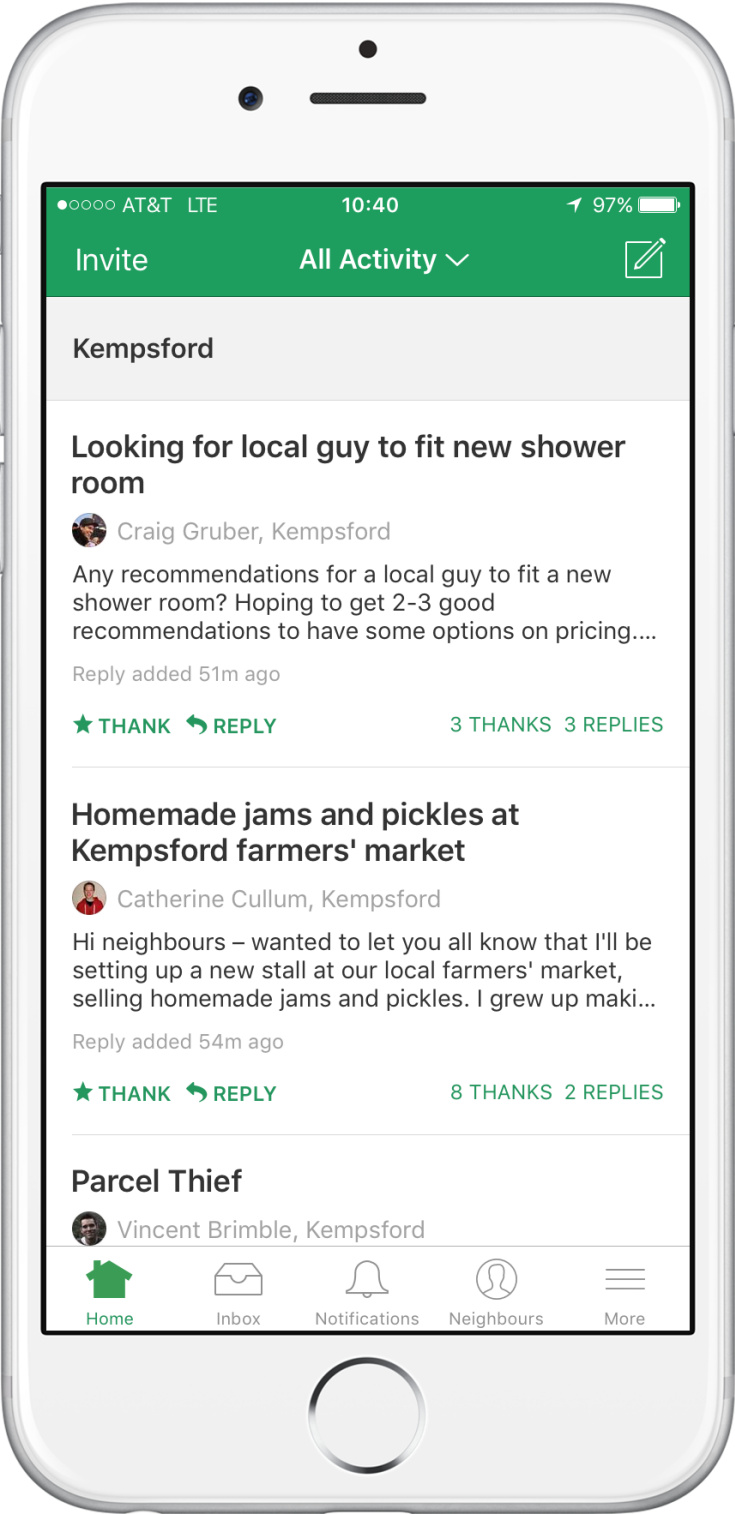 AT&T LTE 10:40 97%
Invite All Activity
Kempsford
Looking for local guy to fit new shower
room
Craig Gruber, Kempsford
Any recommendations for a local guy to fit a new
shower room? Hoping to get 2-3 good
recommendations to have some options on pricing....
Reply added 51m ago
THANK REPLY 3 THANKS 3 REPLIES
Homemade jams and pickles at
Kempsford farmers' market
Catherine Cullum, Kempsford
Hi neighbours – wanted to let you all know that I'll be
setting up a new stall at our local farmers' market,
selling homemade jams and pickles. I grew up maki...
Reply added 54m ago
THANK REPLY 8 THANKS 2 REPLIES
Parcel Thief
Vincent Brimble, Kempsford
Home Inbox Notifications Neighbours More